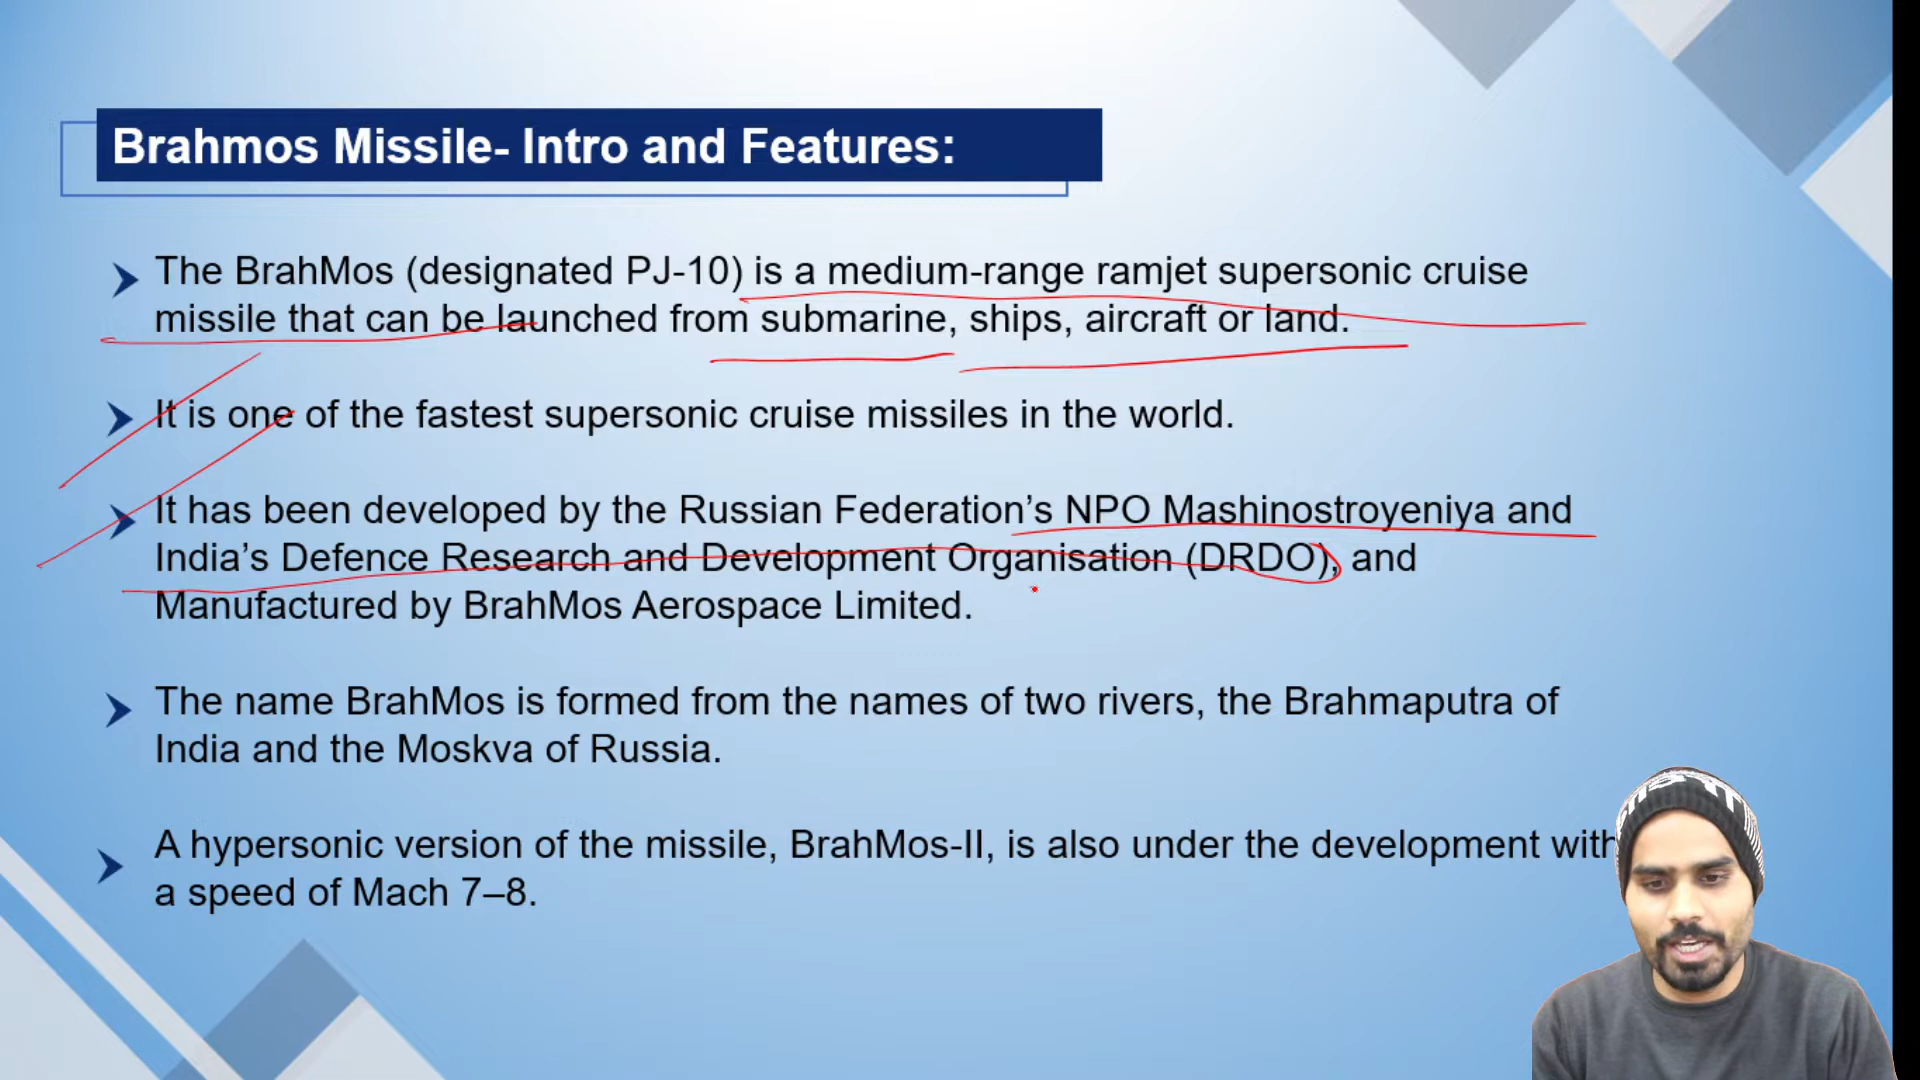 Brahmos Missile- Intro and Features:
The BrahMos (designated PJ-10) is a medium-range ramjet supersonic cruise
missile that can be launched from submarine, ships, aircraft or land.
It is one of the fastest supersonic cruise missiles in the world.
It has been developed by the Russian Federation’s NPO Mashinostroyeniya and
India’s Defence Research and Development Organisation (DRDO), and
Manufactured by BrahMos Aerospace Limited.
The name BrahMos is formed from the names of two rivers, the Brahmaputra of
India and the Moskva of Russia.
A hypersonic version of the missile, BrahMos-II, is also under the development with
a speed of Mach 7–8.